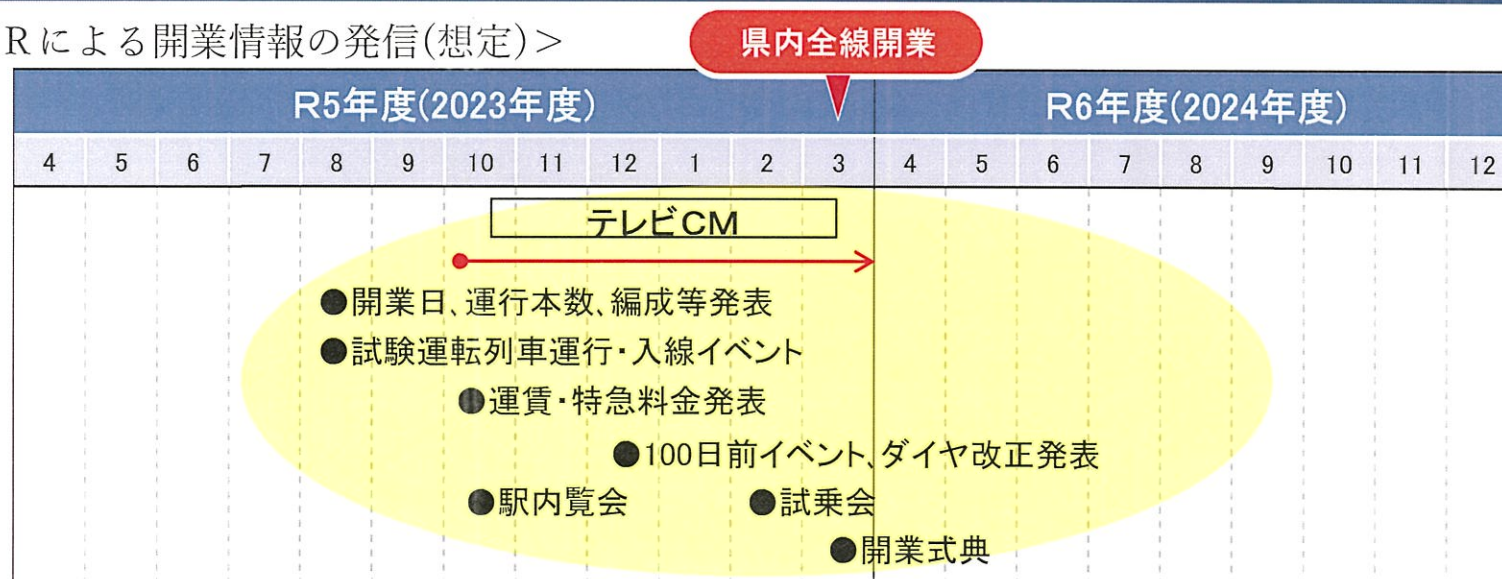 Rによる開業情報の発信(想定)>
県内全線開業
R5年度(2023年度) R6年度(2024年度)
4 5 6 7 8 9 10 11 12 1 2 3 4 5 6 7 8 9 10 11 12
テレビCM
●開業日、運行本数、編成等発表
●試験運転列車運行・入線イベント
●運賃・特急料金発表
●100日前イベント、ダイヤ改正発表
●駅内覧会 ●試乗会
●開業式典